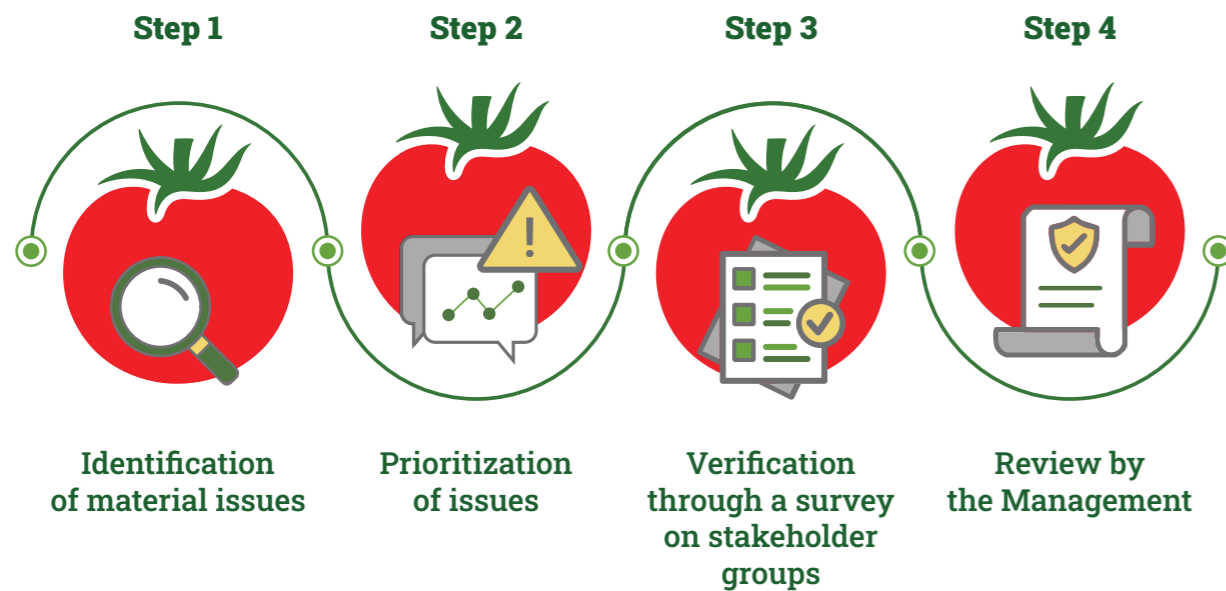 Step 1
Step 2
Step 3
Step 4
Identification
of material issues
Prioritization
of issues
Verification
through a survey
on stakeholder
groups
Review by
the Management